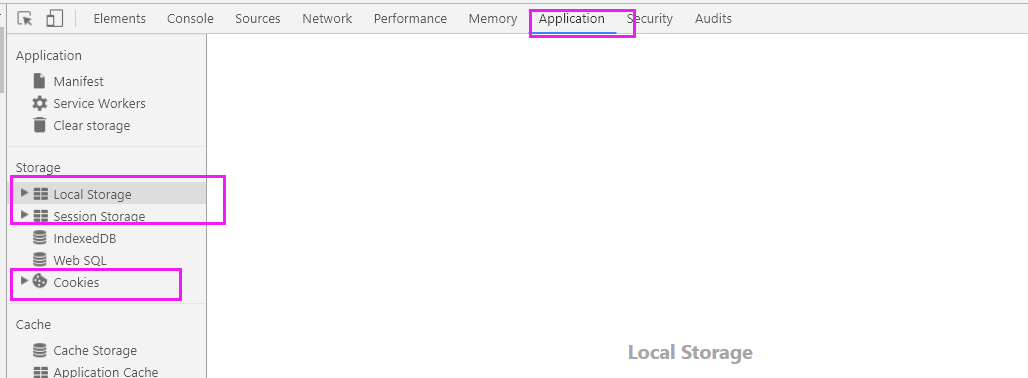 Elements Console Sources Network Performance Memory Application Security Audits
Application
Manifest
Service Workers
Clear storage
Storage
Local Storage
Session Storage
IndexedDB
Web SQL
Cookies
Cache
Cache Storage
Application Cache
Local Storage